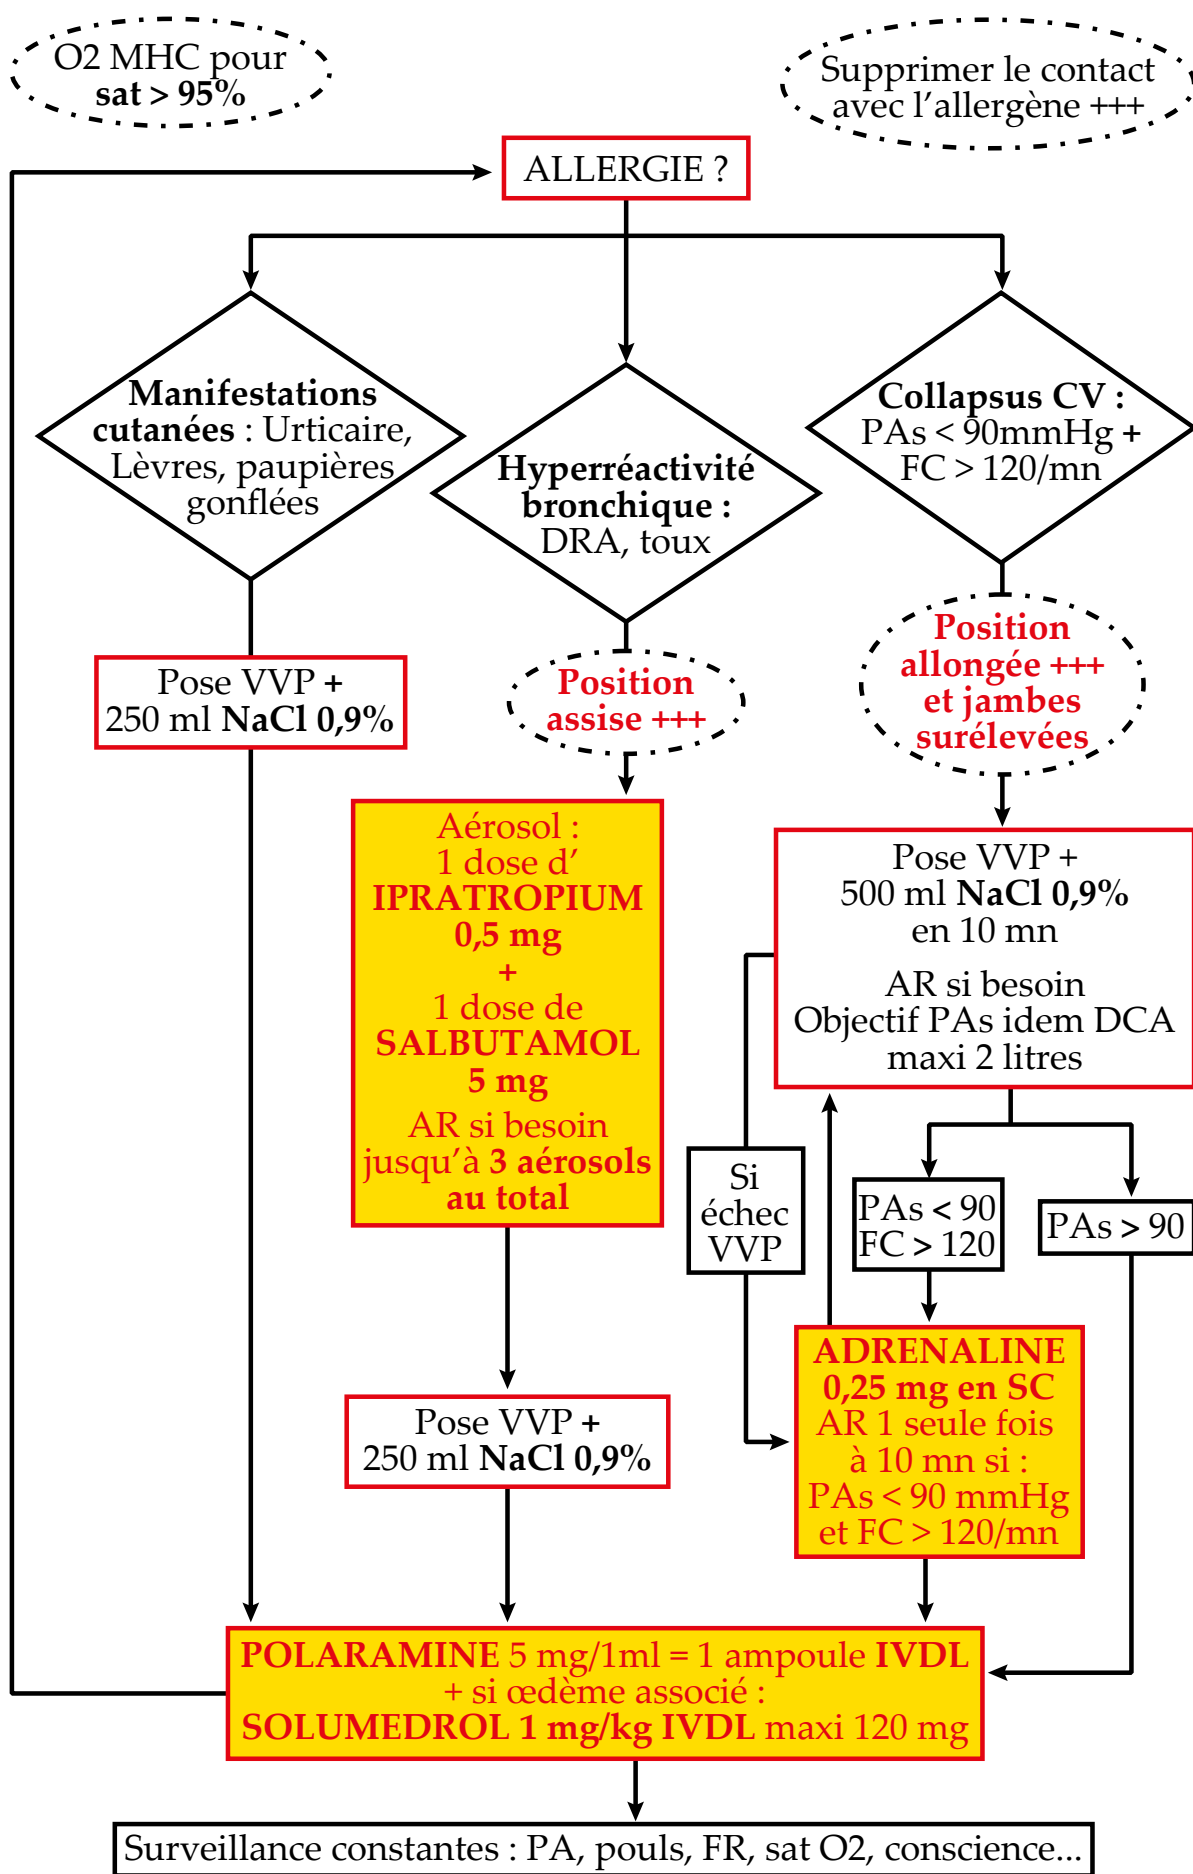 O2 MHC pour
sat > 95%
Supprimer le contact
avec l’allergène +++
ALLERGIE ?
Manifestations
cutanées : Urticaire,
Lèvres, paupières
gonflées
Hyperréactivité
bronchique :
DRA, toux
Collapsus CV :
PAs < 90mmHg +
FC > 120/mn
Pose VVP +
250 ml NaCl 0,9%
Position
assise +++
Position
allongée +++
et jambes
surélevées
Aérosol :
1 dose d’
IPRATROPIUM
0,5 mg
+
1 dose de
SALBUTAMOL
5 mg
AR si besoin
jusqu’à 3 aérosols
au total
Pose VVP +
500 ml NaCl 0,9%
en 10 mn
AR si besoin
Objectif PAs idem DCA
maxi 2 litres
Si
échec
VVP
PAs < 90
FC > 120
PAs > 90
ADRENALINE
0,25 mg en SC
AR 1 seule fois
à 10 mn si :
PAs < 90 mmHg
et FC > 120/mn
Pose VVP +
250 ml NaCl 0,9%
POLARAMINE 5 mg/1ml = 1 ampoule IVDL
+ si œdème associé :
SOLUMEDROL 1 mg/kg IVDL maxi 120 mg
Surveillance constantes : PA, pouls, FR, sat O2, conscience...